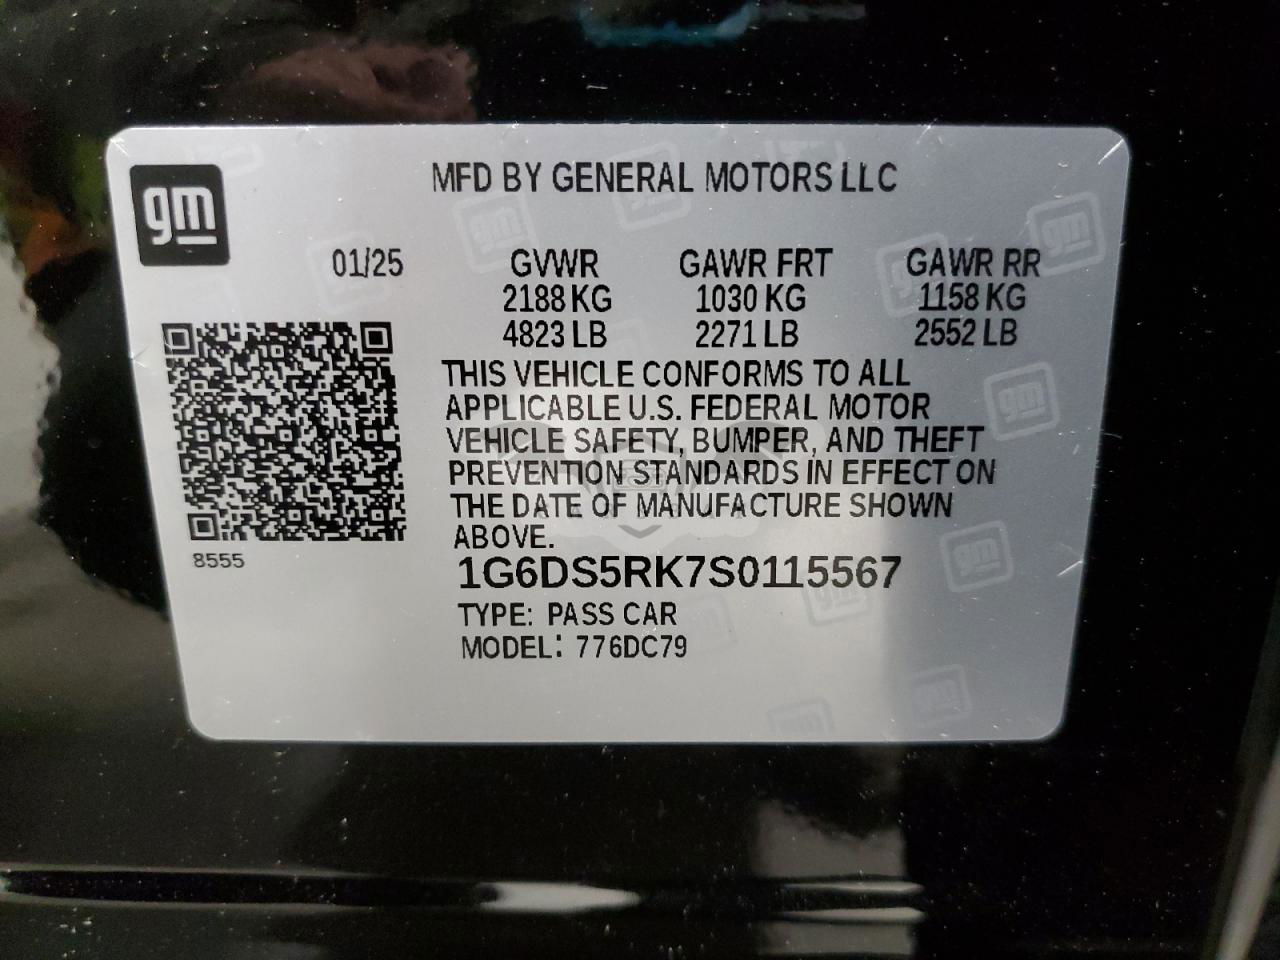 MFD BY GENERAL MOTORS LLC
gm
01/25 GVWR GAWR FRT GAWR RR
2188 KG 1030 KG 1158 KG
4823 LB 2271 LB 2552 LB
THIS VEHICLE CONFORMS TO ALL
APPLICABLE U.S. FEDERAL MOTOR
VEHICLE SAFETY, BUMPER, AND THEFT
PREVENTION STANDARDS IN EFFECT ON
THE DATE OF MANUFACTURE SHOWN
ABOVE.
8555
1G6DS5RK7S0115567
TYPE: PASS CAR
MODEL: 776DC79